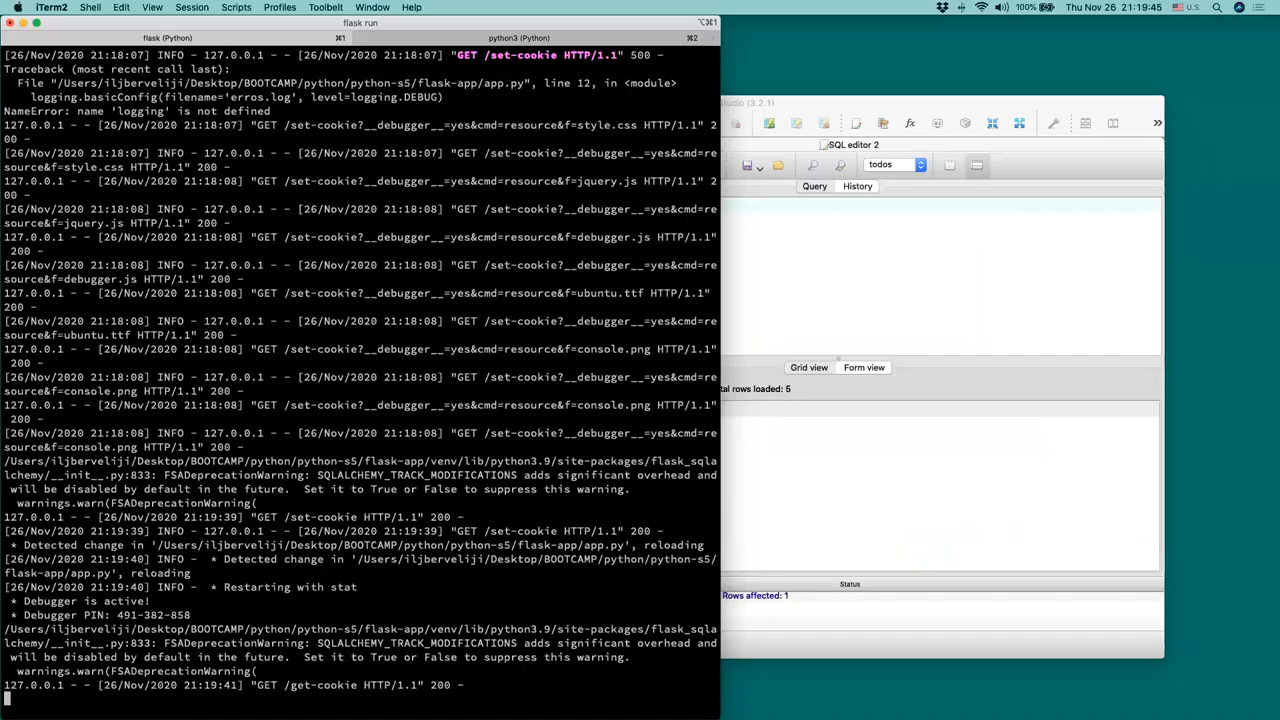 iTerm2 Shell Edit View Session Scripts Profiles Toolbelt Window Help 100% U.S. Thu Nov 26 21:19:45
flask run ⌥⌘1
flask (Python) ⌘1 python3 (Python) ⌘2
[26/Nov/2020 21:18:07] INFO - 127.0.0.1 - - [26/Nov/2020 21:18:07] "GET /set-cookie HTTP/1.1" 500 -
Traceback (most recent call last):
File "/Users/iljberveliji/Desktop/BOOTCAMP/python/python-s5/flask-app/app.py", line 12, in <module>
logging.basicConfig(filename='erros.log', level=logging.DEBUG)
NameError: name 'logging' is not defined
127.0.0.1 - - [26/Nov/2020 21:18:07] "GET /set-cookie?__debugger__=yes&cmd=resource&f=style.css HTTP/1.1" 2
00 -
[26/Nov/2020 21:18:07] INFO - 127.0.0.1 - - [26/Nov/2020 21:18:07] "GET /set-cookie?__debugger__=yes&cmd=re
source&f=style.css HTTP/1.1" 200 -
127.0.0.1 - - [26/Nov/2020 21:18:08] "GET /set-cookie?__debugger__=yes&cmd=resource&f=jquery.js HTTP/1.1" 2
00 -
[26/Nov/2020 21:18:08] INFO - 127.0.0.1 - - [26/Nov/2020 21:18:08] "GET /set-cookie?__debugger__=yes&cmd=re
source&f=jquery.js HTTP/1.1" 200 -
127.0.0.1 - - [26/Nov/2020 21:18:08] "GET /set-cookie?__debugger__=yes&cmd=resource&f=debugger.js HTTP/1.1"
200 -
[26/Nov/2020 21:18:08] INFO - 127.0.0.1 - - [26/Nov/2020 21:18:08] "GET /set-cookie?__debugger__=yes&cmd=re
source&f=debugger.js HTTP/1.1" 200 -
127.0.0.1 - - [26/Nov/2020 21:18:08] "GET /set-cookie?__debugger__=yes&cmd=resource&f=ubuntu.ttf HTTP/1.1"
200 -
[26/Nov/2020 21:18:08] INFO - 127.0.0.1 - - [26/Nov/2020 21:18:08] "GET /set-cookie?__debugger__=yes&cmd=re
source&f=ubuntu.ttf HTTP/1.1" 200 -
127.0.0.1 - - [26/Nov/2020 21:18:08] "GET /set-cookie?__debugger__=yes&cmd=resource&f=console.png HTTP/1.1"
200 -
[26/Nov/2020 21:18:08] INFO - 127.0.0.1 - - [26/Nov/2020 21:18:08] "GET /set-cookie?__debugger__=yes&cmd=re
source&f=console.png HTTP/1.1" 200 -
127.0.0.1 - - [26/Nov/2020 21:18:08] "GET /set-cookie?__debugger__=yes&cmd=resource&f=console.png HTTP/1.1"
200 -
[26/Nov/2020 21:18:08] INFO - 127.0.0.1 - - [26/Nov/2020 21:18:08] "GET /set-cookie?__debugger__=yes&cmd=re
source&f=console.png HTTP/1.1" 200 -
/Users/iljberveliji/Desktop/BOOTCAMP/python/python-s5/flask-app/venv/lib/python3.9/site-packages/flask_sqla
lchemy/__init__.py:833: FSADeprecationWarning: SQLALCHEMY_TRACK_MODIFICATIONS adds significant overhead and
will be disabled by default in the future.  Set it to True or False to suppress this warning.
warnings.warn(FSADeprecationWarning(
127.0.0.1 - - [26/Nov/2020 21:19:39] "GET /set-cookie HTTP/1.1" 200 -
[26/Nov/2020 21:19:39] INFO - 127.0.0.1 - - [26/Nov/2020 21:19:39] "GET /set-cookie HTTP/1.1" 200 -
* Detected change in '/Users/iljberveliji/Desktop/BOOTCAMP/python/python-s5/flask-app/app.py', reloading
[26/Nov/2020 21:19:40] INFO -  * Detected change in '/Users/iljberveliji/Desktop/BOOTCAMP/python/python-s5/
flask-app/app.py', reloading
[26/Nov/2020 21:19:40] INFO -  * Restarting with stat
* Debugger is active!
* Debugger PIN: 491-382-858
/Users/iljberveliji/Desktop/BOOTCAMP/python/python-s5/flask-app/venv/lib/python3.9/site-packages/flask_sqla
lchemy/__init__.py:833: FSADeprecationWarning: SQLALCHEMY_TRACK_MODIFICATIONS adds significant overhead and
will be disabled by default in the future.  Set it to True or False to suppress this warning.
warnings.warn(FSADeprecationWarning(
127.0.0.1 - - [26/Nov/2020 21:19:41] "GET /get-cookie HTTP/1.1" 200 -
Studio (3.2.1)
SQL editor 2
todos
Query History
Grid view Form view
tal rows loaded: 5
Status
Rows affected: 1